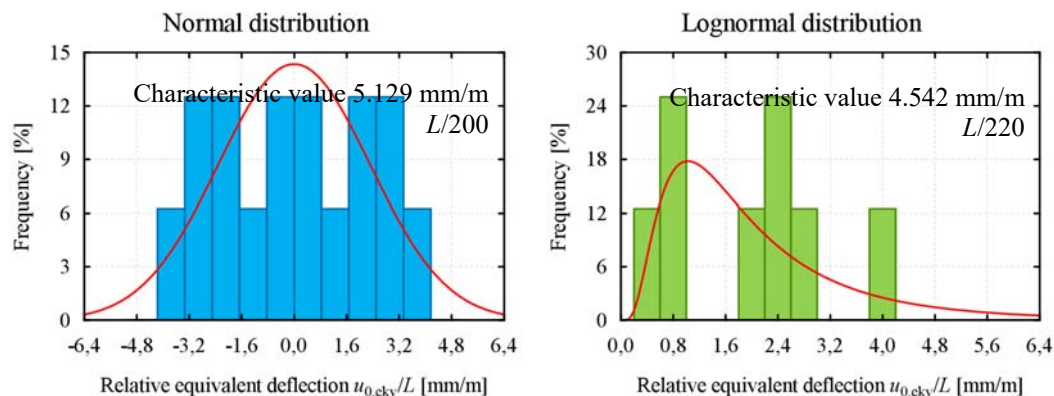 Normal distribution
Characteristic value 5.129 mm/m
L/200
Frequency [%]
15
12
9
6
3
0
-6,4 -4,8 -3,2 -1,6 0,0 1,6 3,2 4,8 6,4
Relative equivalent deflection u0,ekv/L [mm/m]
Lognormal distribution
Characteristic value 4.542 mm/m
L/220
Frequency [%]
30
24
18
12
6
0
0,0 0,8 1,6 2,4 3,2 4,0 4,8 5,6 6,4
Relative equivalent deflection u0,ekv/L [mm/m]